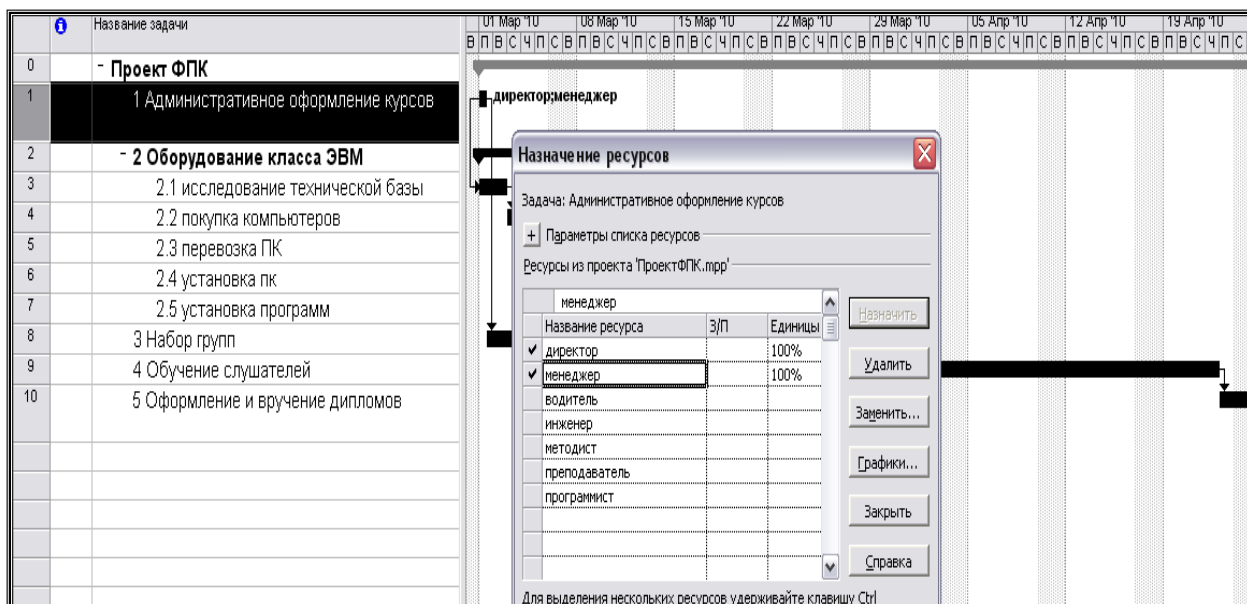 Название задачи
01 Мар '10 08 Мар '10 15 Мар '10 22 Мар '10 29 Мар '10 05 Апр '10 12 Апр '10 19 Апр '10
В П В С Ч П С В П В С Ч П С В П В С Ч П С В П В С Ч П С В П В С Ч П С В П В С Ч П С В П В С Ч П С В П В С Ч П С
0 - Проект ФПК
1 1 Административное оформление курсов
директор;менеджер
2 - 2 Оборудование класса ЭВМ
3 2.1 исследование технической базы
4 2.2 покупка компьютеров
5 2.3 перевозка ПК
6 2.4 установка пк
7 2.5 установка программ
8 3 Набор групп
9 4 Обучение слушателей
10 5 Оформление и вручение дипломов
Назначение ресурсов
Задача: Административное оформление курсов
+ Параметры списка ресурсов
Ресурсы из проекта 'ПроектФПК.mpp'
менеджер
Название ресурса З/П Единицы
директор 100%
менеджер 100%
водитель
инженер
методист
преподаватель
программист
Назначить
Удалить
Заменить...
Графики...
Закрыть
Справка
Для выделения нескольких ресурсов удерживайте клавишу Ctrl